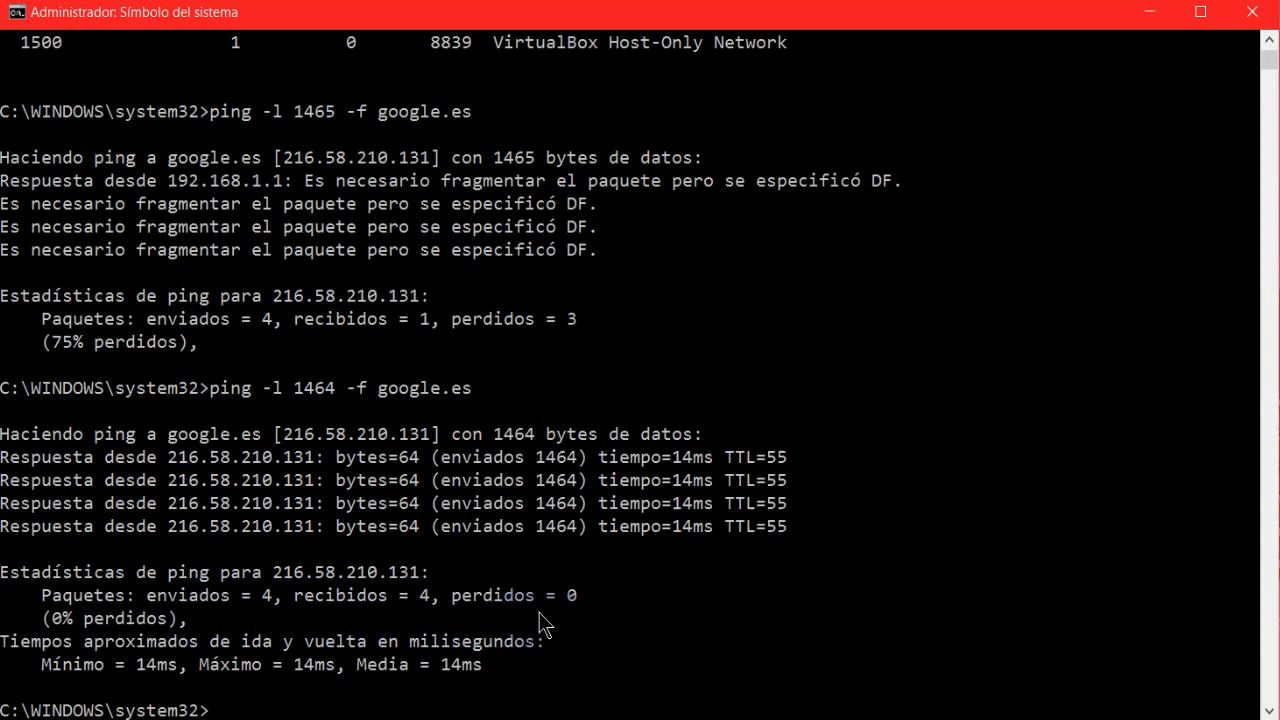 Administrador: Símbolo del sistema
1500 1 0 8839 VirtualBox Host-Only Network
C:\WINDOWS\system32>ping -l 1465 -f google.es
Haciendo ping a google.es [216.58.210.131] con 1465 bytes de datos:
Respuesta desde 192.168.1.1: Es necesario fragmentar el paquete pero se especificó DF.
Es necesario fragmentar el paquete pero se especificó DF.
Es necesario fragmentar el paquete pero se especificó DF.
Es necesario fragmentar el paquete pero se especificó DF.
Estadísticas de ping para 216.58.210.131:
Paquetes: enviados = 4, recibidos = 1, perdidos = 3
(75% perdidos),
C:\WINDOWS\system32>ping -l 1464 -f google.es
Haciendo ping a google.es [216.58.210.131] con 1464 bytes de datos:
Respuesta desde 216.58.210.131: bytes=64 (enviados 1464) tiempo=14ms TTL=55
Respuesta desde 216.58.210.131: bytes=64 (enviados 1464) tiempo=14ms TTL=55
Respuesta desde 216.58.210.131: bytes=64 (enviados 1464) tiempo=14ms TTL=55
Respuesta desde 216.58.210.131: bytes=64 (enviados 1464) tiempo=14ms TTL=55
Estadísticas de ping para 216.58.210.131:
Paquetes: enviados = 4, recibidos = 4, perdidos = 0
(0% perdidos),
Tiempos aproximados de ida y vuelta en milisegundos:
Mínimo = 14ms, Máximo = 14ms, Media = 14ms
C:\WINDOWS\system32>